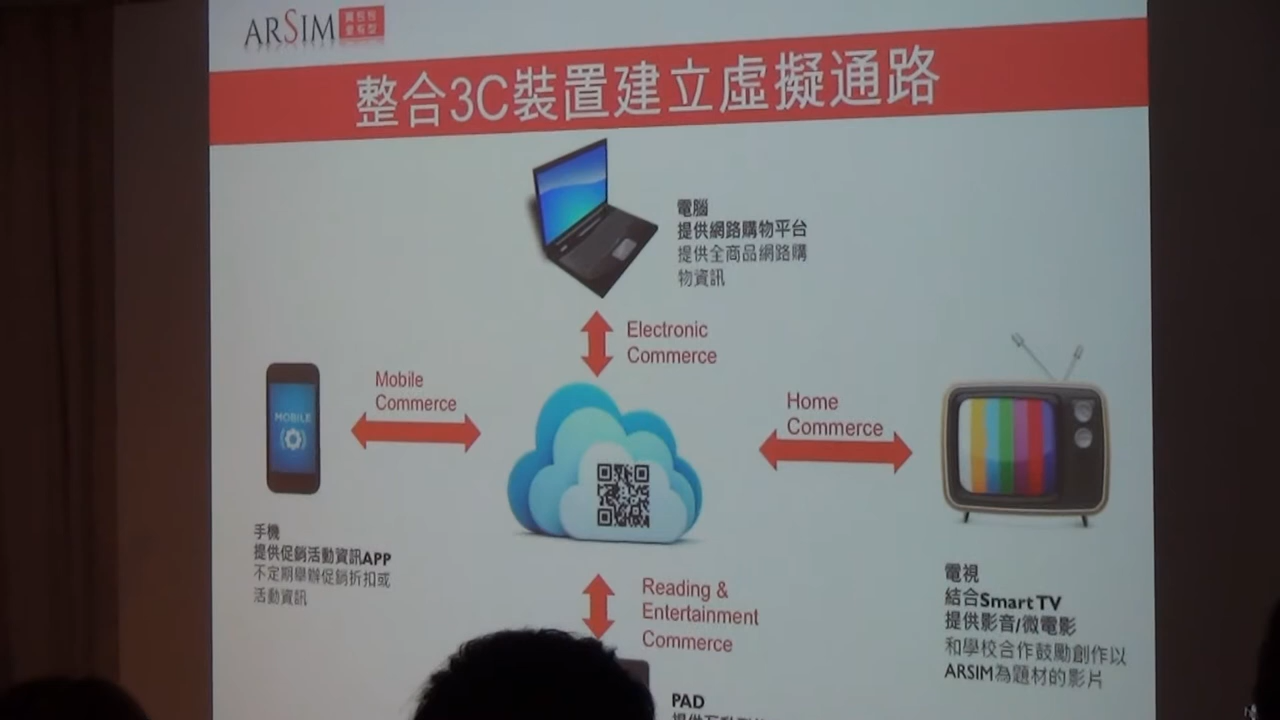 ARSIM
整合3C裝置建立虛擬通路
電腦
提供網路購物平台
提供全商品網路購
物資訊
Electronic
Commerce
Mobile
Commerce
Home
Commerce
MOBILE
手機
提供促銷活動資訊APP
不定期舉辦促銷折扣或
活動資訊
Reading &
Entertainment
Commerce
電視
結合Smart TV
提供影音/微電影
和學校合作鼓勵創作以
ARSIM為題材的影片
PAD